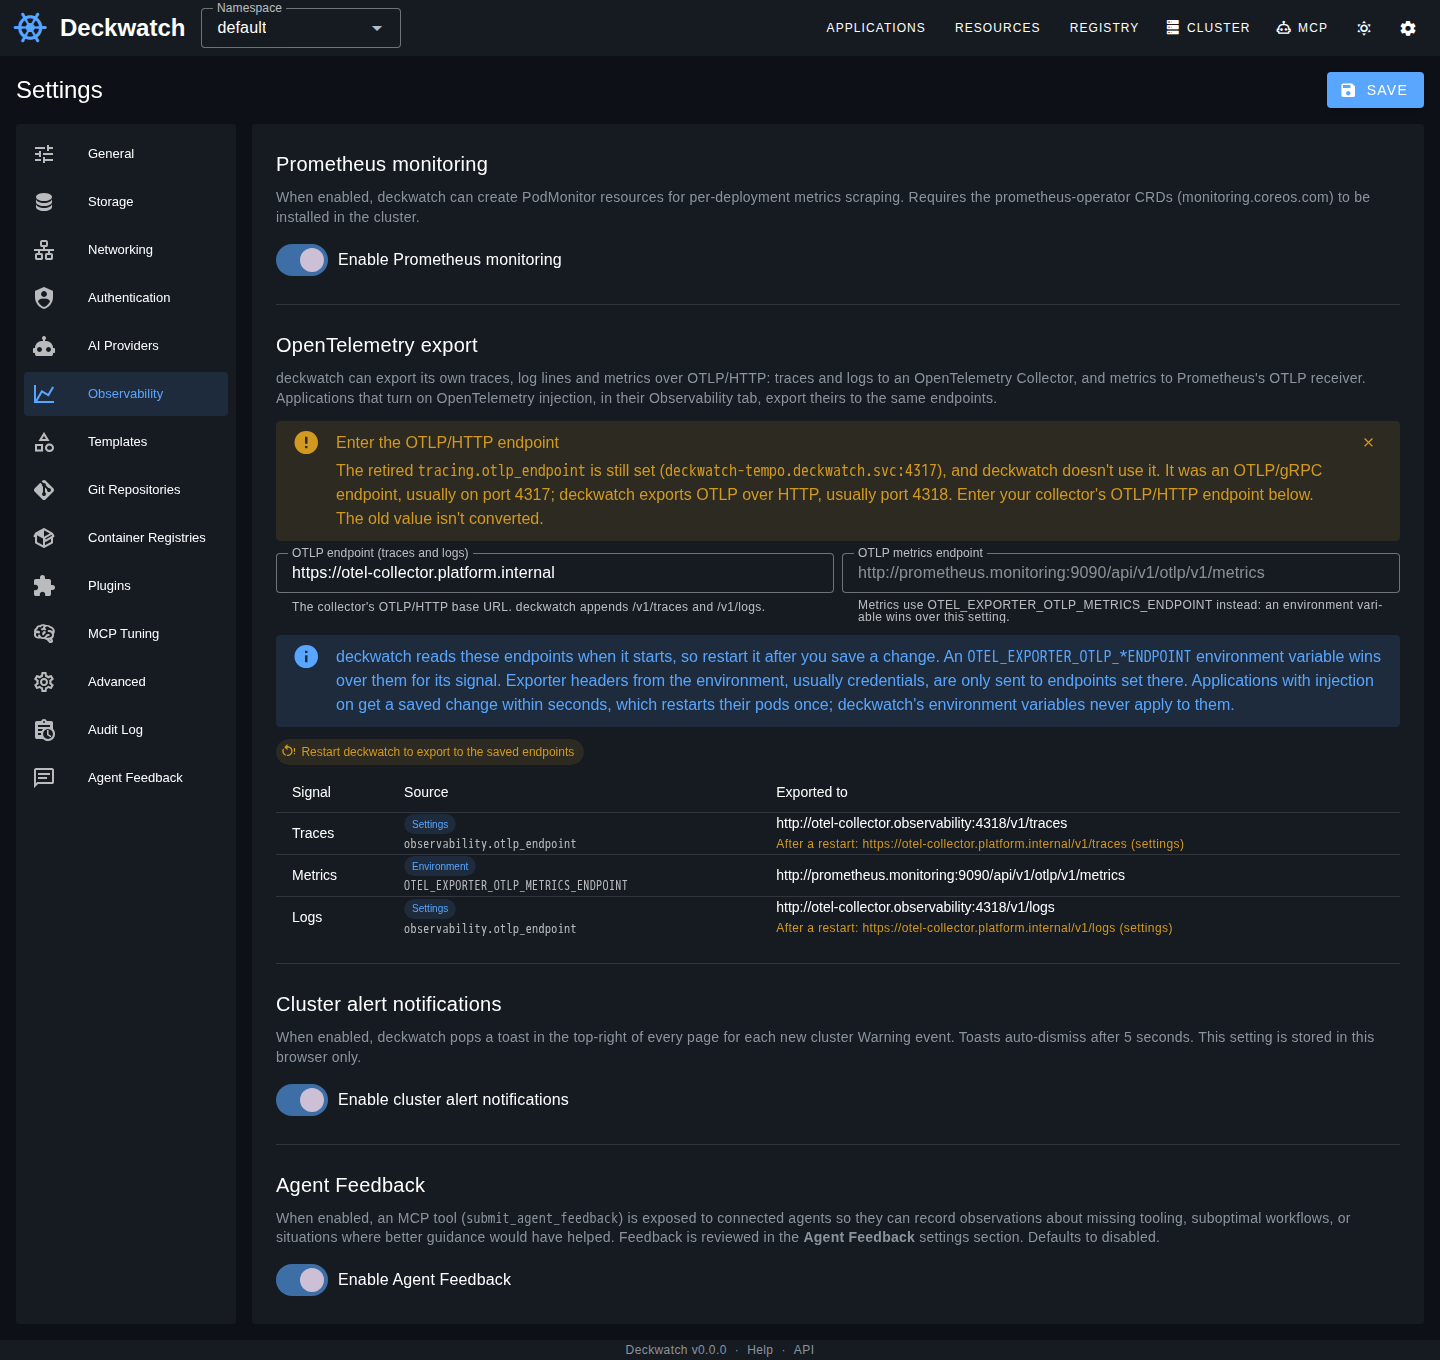 Deckwatch
Namespace
default
APPLICATIONS
RESOURCES
REGISTRY
CLUSTER
MCP
Settings
SAVE
General
Storage
Networking
Authentication
AI Providers
Observability
Templates
Git Repositories
Container Registries
Plugins
MCP Tuning
Advanced
Audit Log
Agent Feedback
Prometheus monitoring
When enabled, deckwatch can create PodMonitor resources for per-deployment metrics scraping. Requires the prometheus-operator CRDs (monitoring.coreos.com) to be
installed in the cluster.
Enable Prometheus monitoring
OpenTelemetry export
deckwatch can export its own traces, log lines and metrics over OTLP/HTTP: traces and logs to an OpenTelemetry Collector, and metrics to Prometheus's OTLP receiver.
Applications that turn on OpenTelemetry injection, in their Observability tab, export theirs to the same endpoints.
Enter the OTLP/HTTP endpoint
The retired tracing.otlp_endpoint is still set (deckwatch-tempo.deckwatch.svc:4317), and deckwatch doesn't use it. It was an OTLP/gRPC
endpoint, usually on port 4317; deckwatch exports OTLP over HTTP, usually port 4318. Enter your collector's OTLP/HTTP endpoint below.
The old value isn't converted.
OTLP endpoint (traces and logs)
https://otel-collector.platform.internal
The collector's OTLP/HTTP base URL. deckwatch appends /v1/traces and /v1/logs.
OTLP metrics endpoint
http://prometheus.monitoring:9090/api/v1/otlp/v1/metrics
Metrics use OTEL_EXPORTER_OTLP_METRICS_ENDPOINT instead: an environment vari-
able wins over this setting.
deckwatch reads these endpoints when it starts, so restart it after you save a change. An OTEL_EXPORTER_OTLP_*ENDPOINT environment variable wins
over them for its signal. Exporter headers from the environment, usually credentials, are only sent to endpoints set there. Applications with injection
on get a saved change within seconds, which restarts their pods once; deckwatch's environment variables never apply to them.
Restart deckwatch to export to the saved endpoints
Signal Source Exported to
Traces
Settings
observability.otlp_endpoint
http://otel-collector.observability:4318/v1/traces
After a restart: https://otel-collector.platform.internal/v1/traces (settings)
Metrics
Environment
OTEL_EXPORTER_OTLP_METRICS_ENDPOINT
http://prometheus.monitoring:9090/api/v1/otlp/v1/metrics
Logs
Settings
observability.otlp_endpoint
http://otel-collector.observability:4318/v1/logs
After a restart: https://otel-collector.platform.internal/v1/logs (settings)
Cluster alert notifications
When enabled, deckwatch pops a toast in the top-right of every page for each new cluster Warning event. Toasts auto-dismiss after 5 seconds. This setting is stored in this
browser only.
Enable cluster alert notifications
Agent Feedback
When enabled, an MCP tool (submit_agent_feedback) is exposed to connected agents so they can record observations about missing tooling, suboptimal workflows, or
situations where better guidance would have helped. Feedback is reviewed in the Agent Feedback settings section. Defaults to disabled.
Enable Agent Feedback
Deckwatch v0.0.0 · Help · API